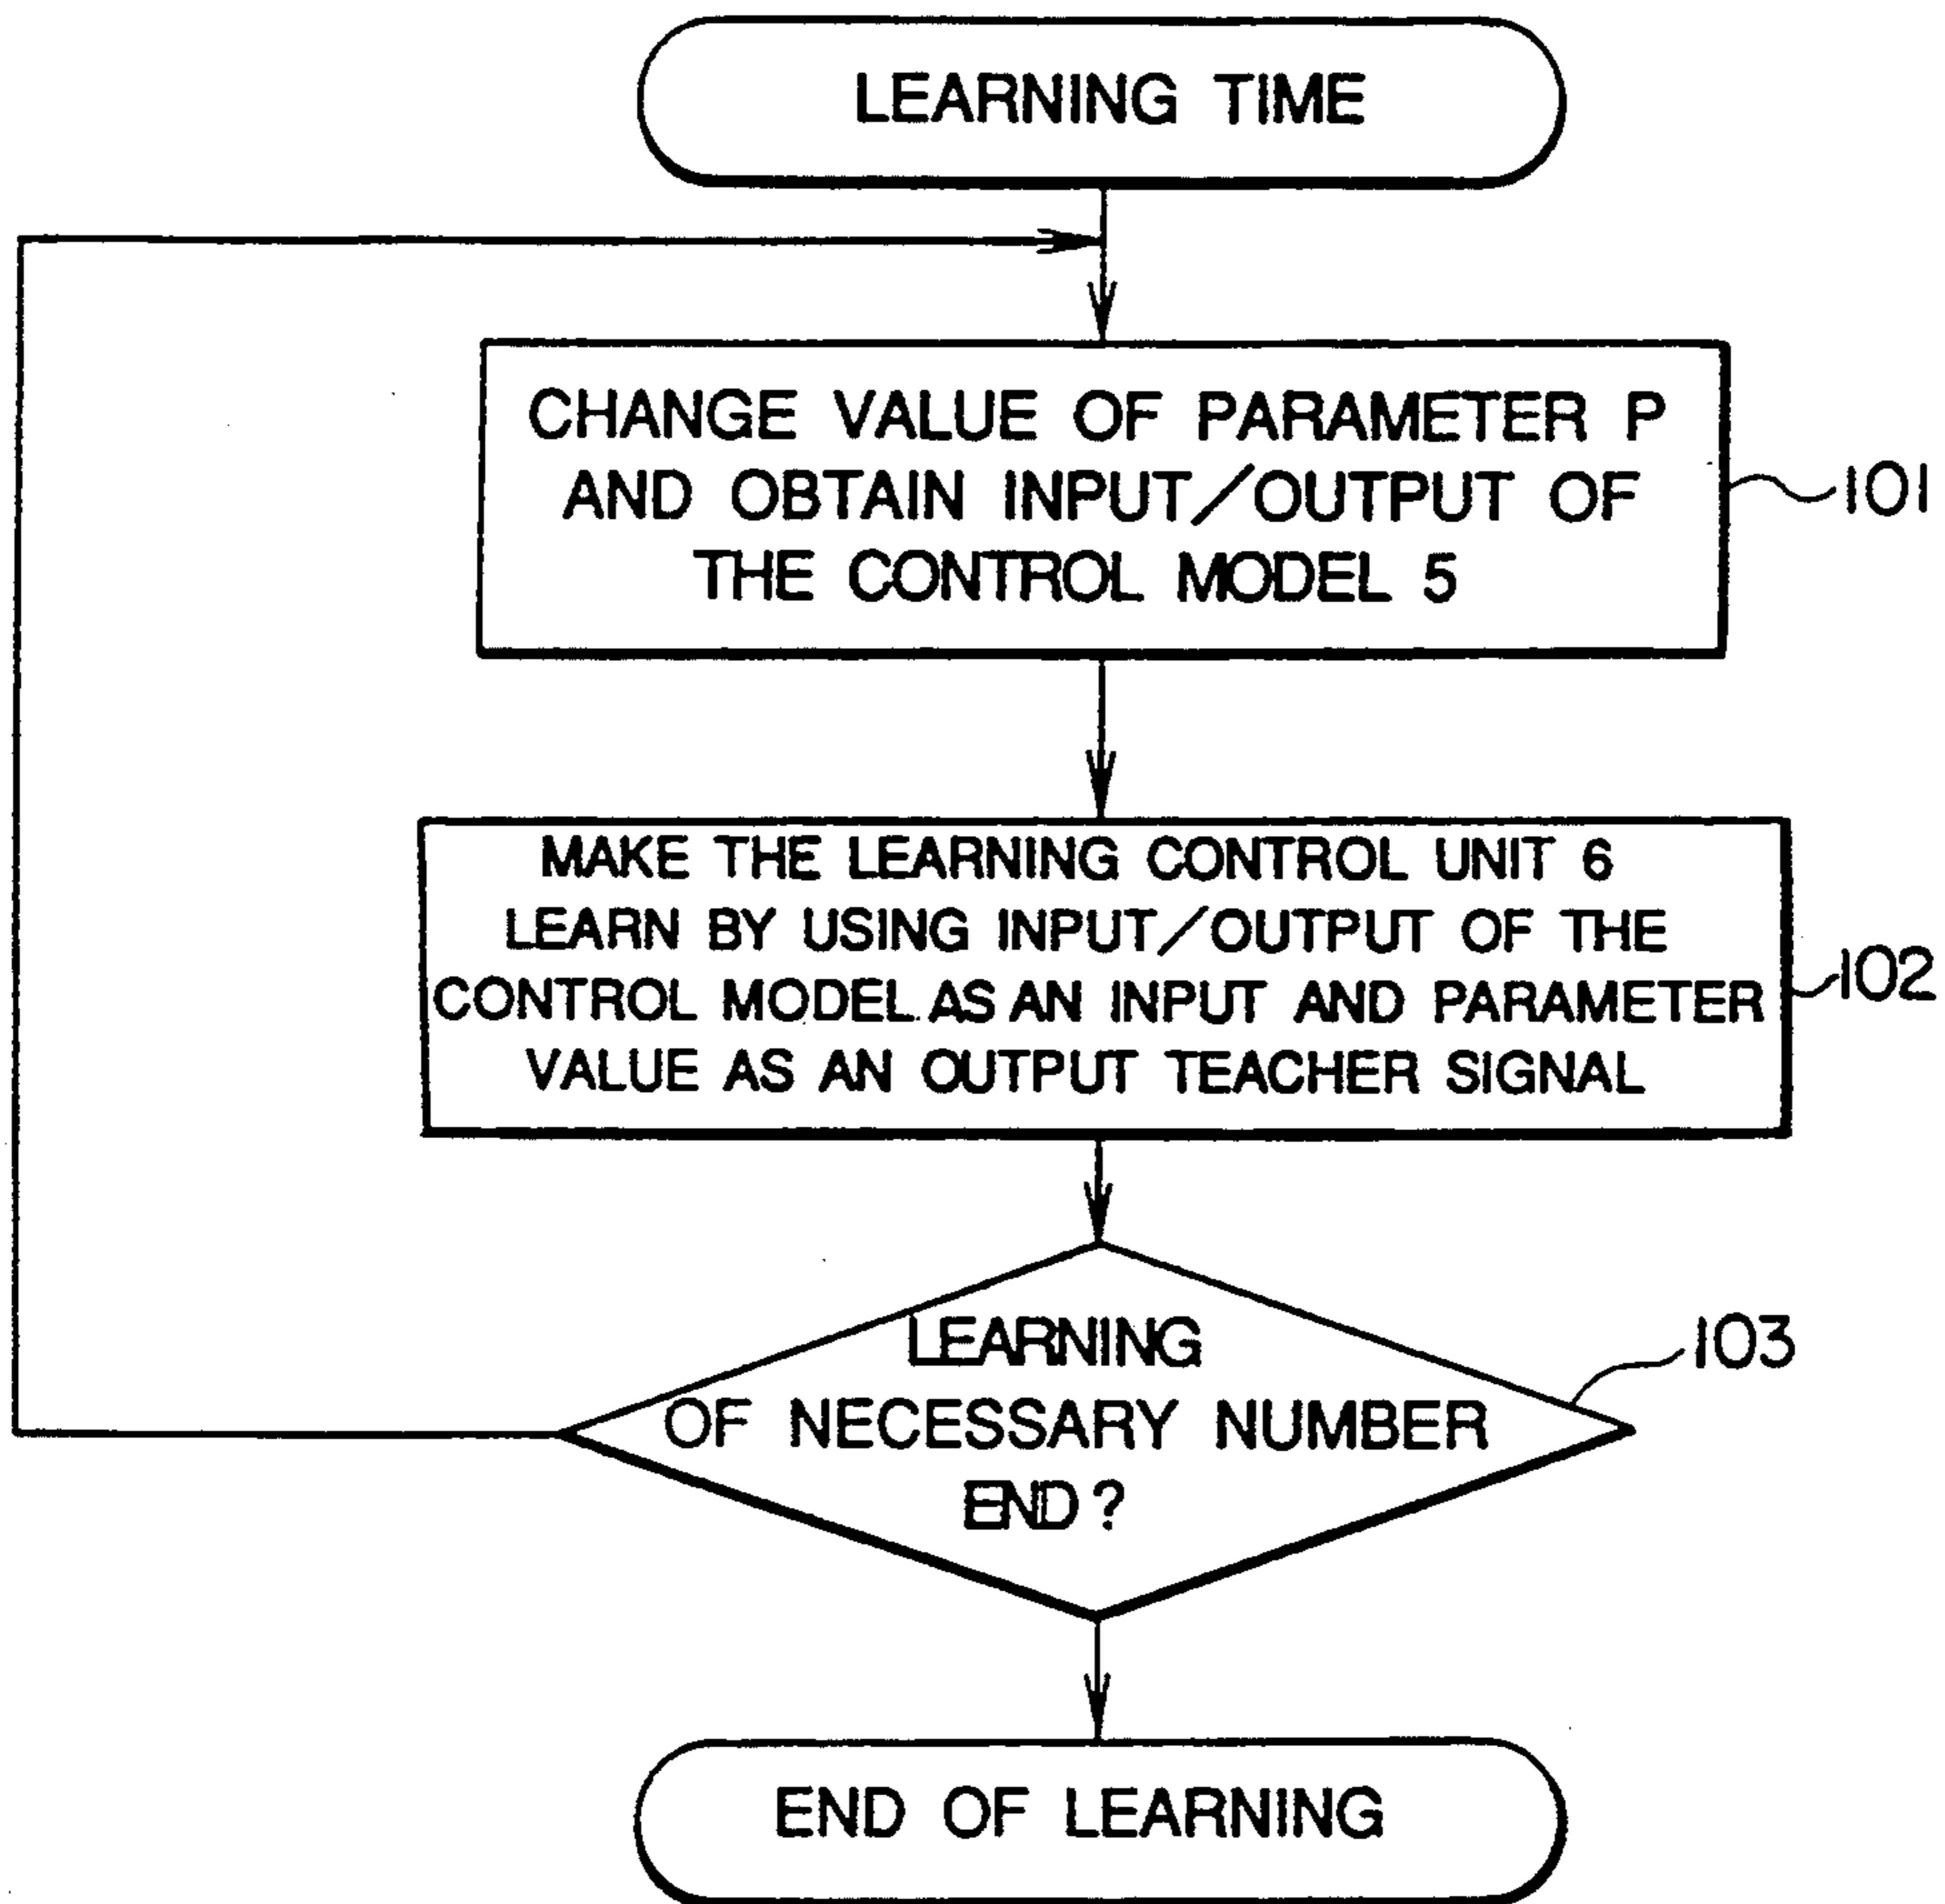 LEARNING TIME
CHANGE VALUE OF PARAMETER P
AND OBTAIN INPUT/OUTPUT OF
THE CONTROL MODEL 5
101
MAKE THE LEARNING CONTROL UNIT 6
LEARN BY USING INPUT/OUTPUT OF THE
CONTROL MODEL AS AN INPUT AND PARAMETER
VALUE AS AN OUTPUT TEACHER SIGNAL
102
LEARNING
OF NECESSARY NUMBER
END?
103
END OF LEARNING